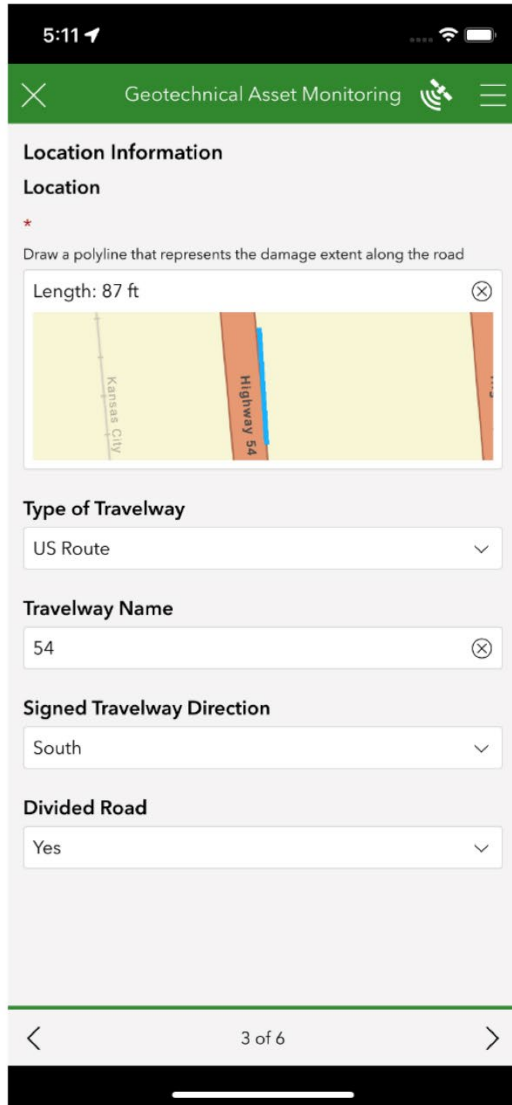 5:11
Geotechnical Asset Monitoring
Location Information
Location
*
Draw a polyline that represents the damage extent along the road
Length: 87 ft
Kansas City
Highway 54
Type of Travelway
US Route
Travelway Name
54
Signed Travelway Direction
South
Divided Road
Yes
3 of 6